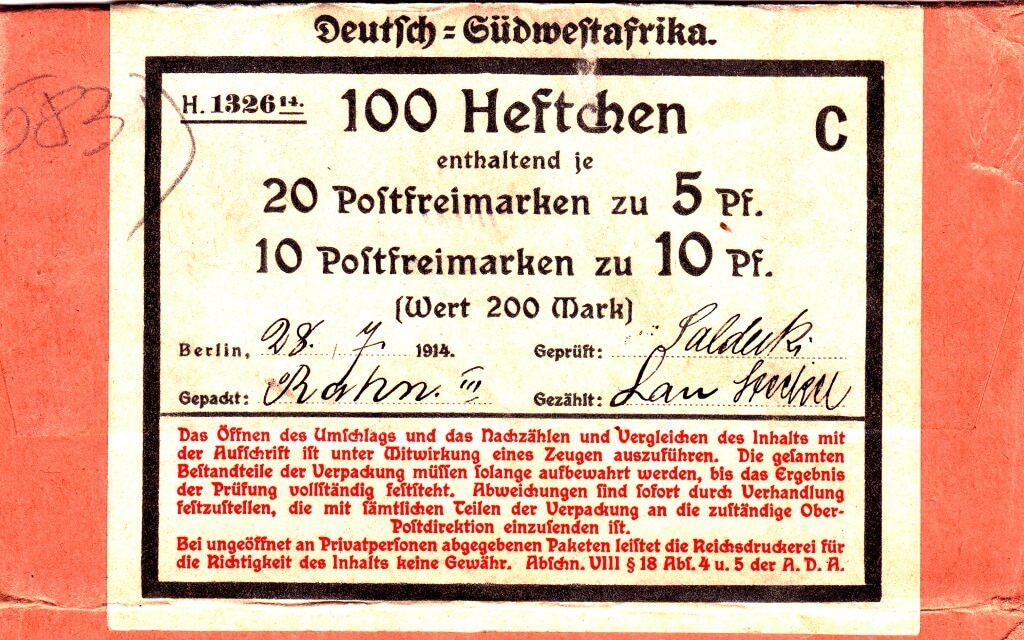 Deutsch=Südwestafrika.
H. 1326 14.
100 Heftchen
C
enthaltend je
20 Postfreimarken zu 5 Pf.
10 Postfreimarken zu 10 Pf.
(Wert 200 Mark)
Berlin, 28. 7. 1914.
Geprüft: Saldecki
Gepackt: Rahn. III
Gezählt: Lau
Das Öffnen des Umschlags und das Nachzählen und Vergleichen des Inhalts mit
der Aufschrift ist unter Mitwirkung eines Zeugen auszuführen. Die gesamten
Bestandteile der Verpackung müssen solange aufbewahrt werden, bis das Ergebnis
der Prüfung vollständig feststeht. Abweichungen sind sofort durch Verhandlung
festzustellen, die mit sämtlichen Teilen der Verpackung an die zuständige Ober-
Postdirektion einzusenden ist.
Bei ungeöffnet an Privatpersonen abgegebenen Paketen leistet die Reichsdruckerei für
die Richtigkeit des Inhalts keine Gewähr. Abschn. VIII § 18 Abs. 4 u. 5 der A. D. A.